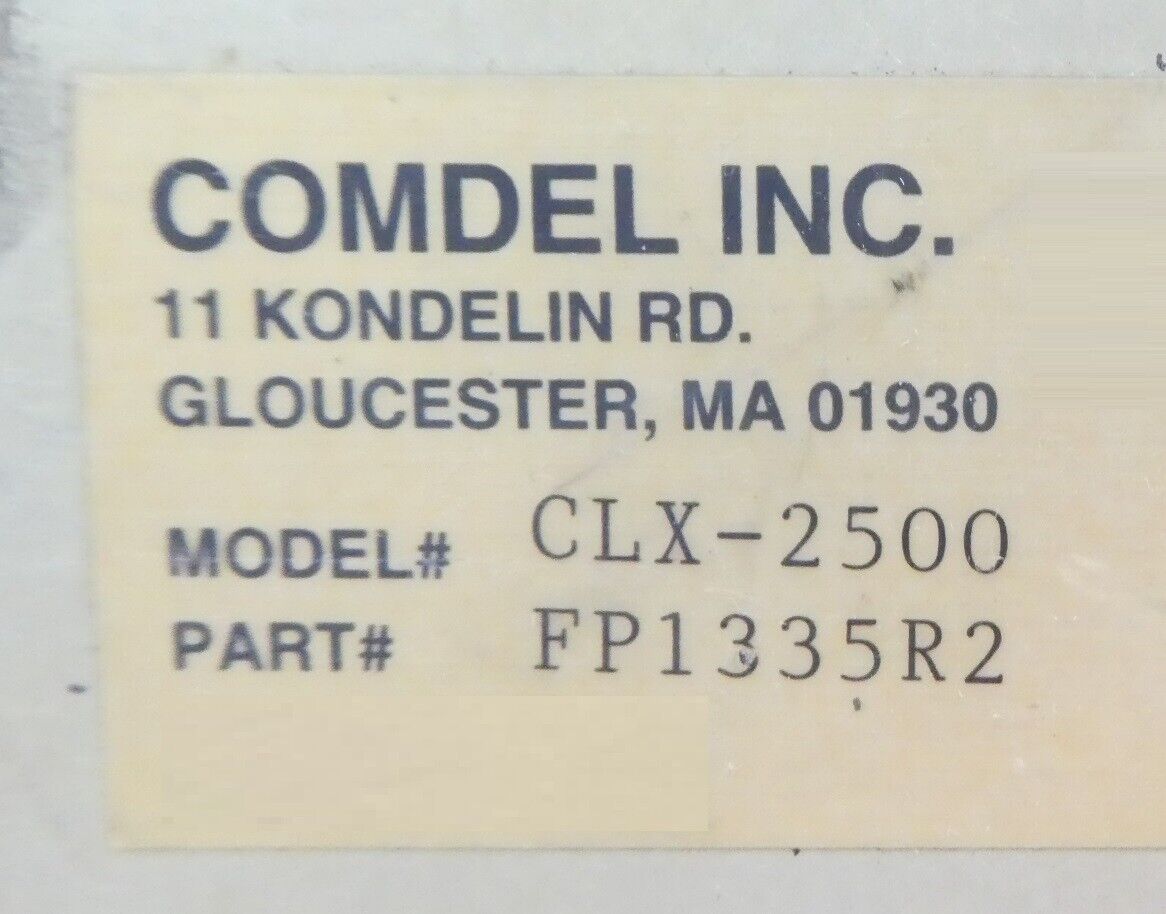 COMDEL INC.
11 KONDELIN RD.
GLOUCESTER, MA 01930
MODEL# CLX-2500
PART# FP1335R2